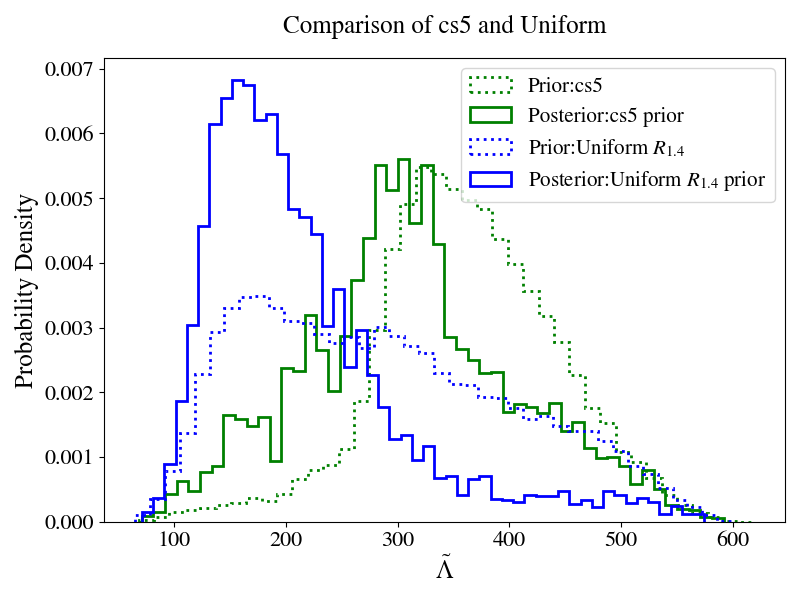 Comparison of cs5 and Uniform
0.007
0.006
0.005
0.004
0.003
0.002
0.001
0.000
Probability Density
Prior:cs5
Posterior:cs5 prior
Prior:Uniform R₁.₄
Posterior:Uniform R₁.₄ prior
100 200 300 400 500 600
Λ̃